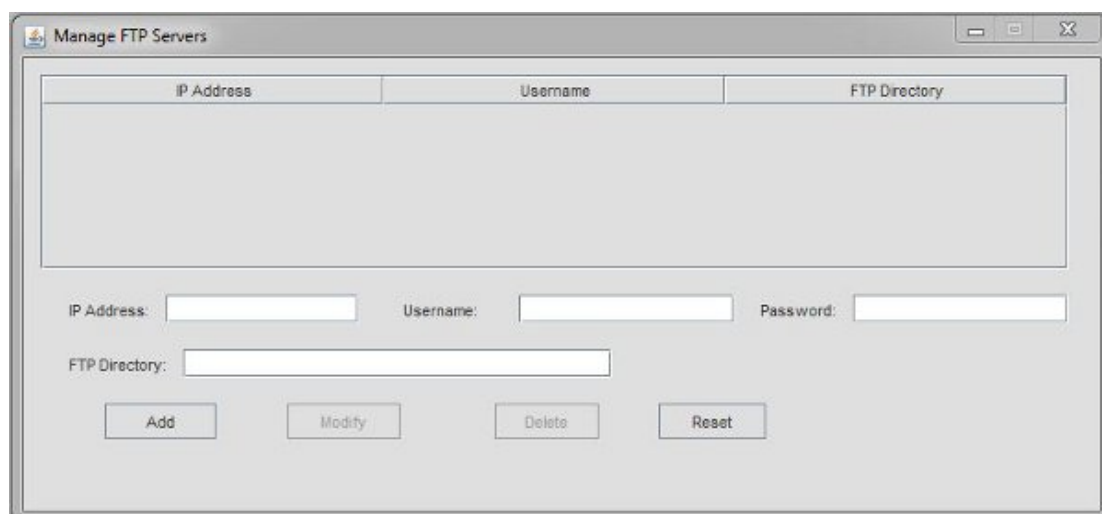 Manage FTP Servers
IP Address Username FTP Directory
IP Address: Username: Password:
FTP Directory:
Add Modify Delete Reset